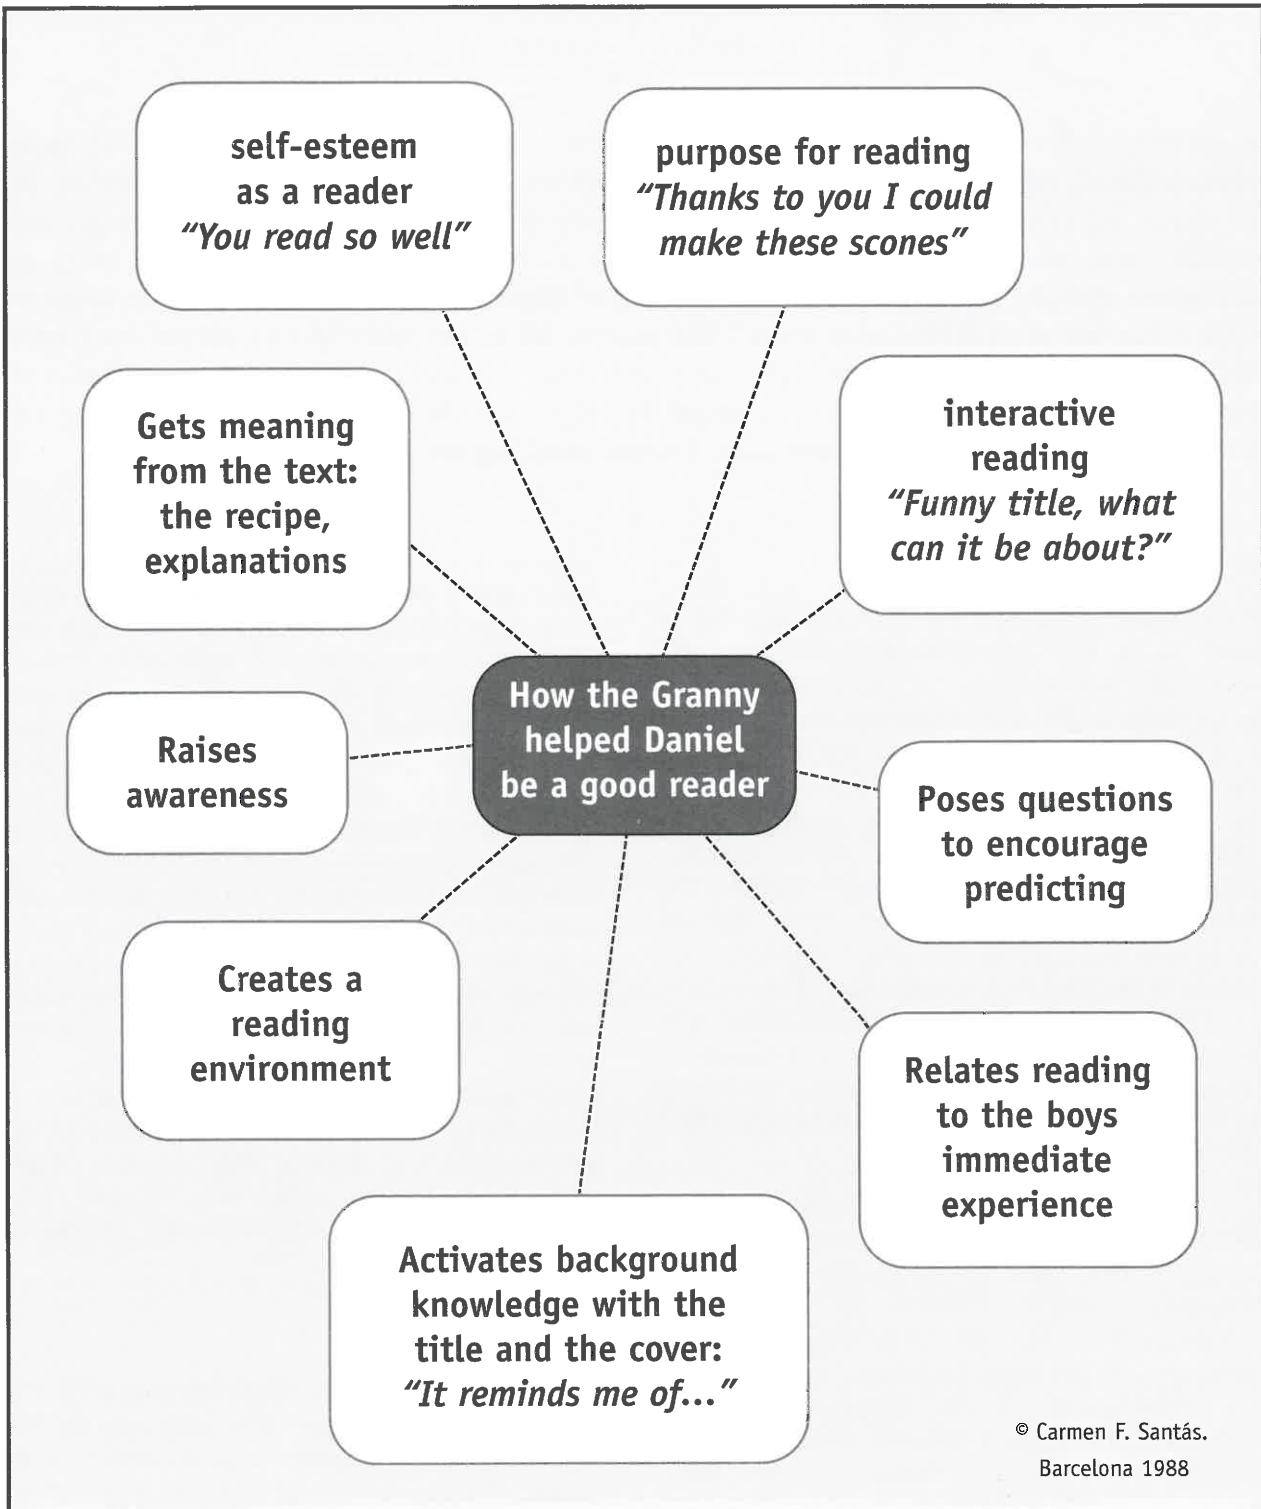 self-esteem
as a reader
“You read so well”
purpose for reading
“Thanks to you I could
make these scones”
Gets meaning
from the text:
the recipe,
explanations
interactive
reading
“Funny title, what
can it be about?”
How the Granny
helped Daniel
be a good reader
Raises
awareness
Poses questions
to encourage
predicting
Creates a
reading
environment
Relates reading
to the boys
immediate
experience
Activates background
knowledge with the
title and the cover:
“It reminds me of...”
© Carmen F. Santás.
Barcelona 1988